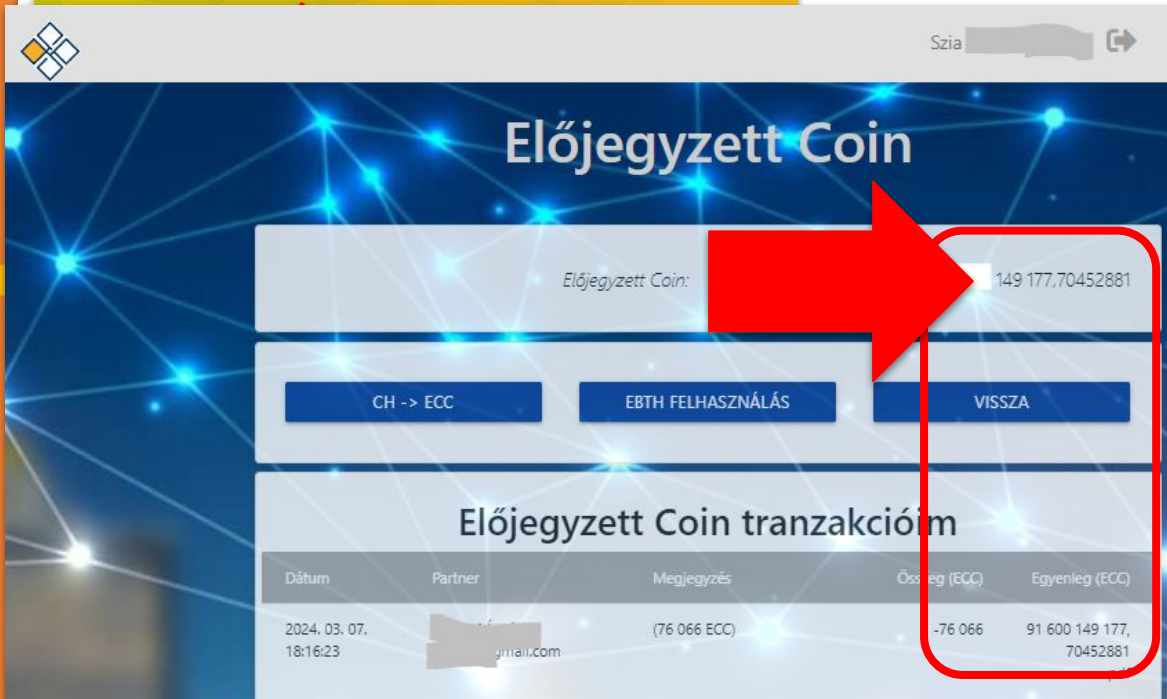 Szia
Előjegyzett Coin
Előjegyzett Coin: 149 177,70452881
CH -> ECC EBTH FELHASZNÁLÁS VISSZA
Előjegyzett Coin tranzakcióim
Dátum Partner Megjegyzés Összeg (ECC) Egyenleg (ECC)
2024. 03. 07. (76 066 ECC) -76 066 91 600 149 177,
18:16:23 gmail.com 70452881